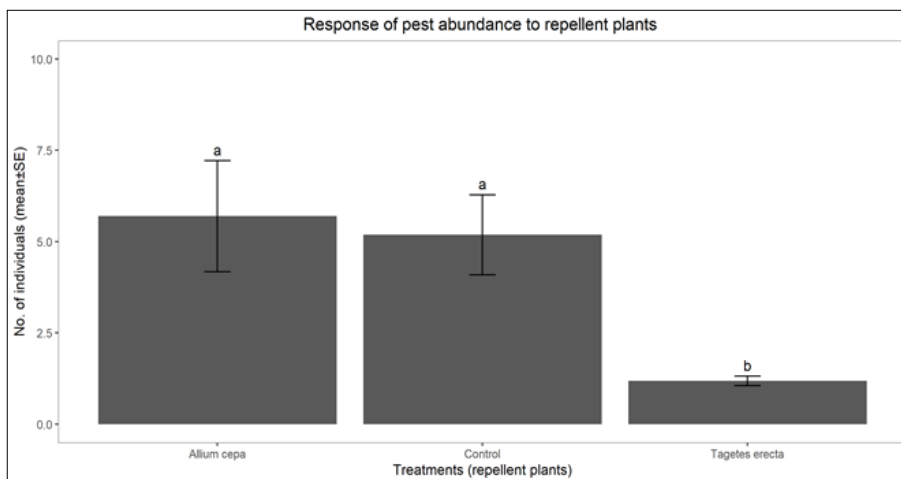 Response of pest abundance to repellent plants
10.0
7.5
5.0
2.5
0.0
No. of individuals (mean±SE)
a
a
b
Allium cepa
Control
Tagetes erecta
Treatments (repellent plants)